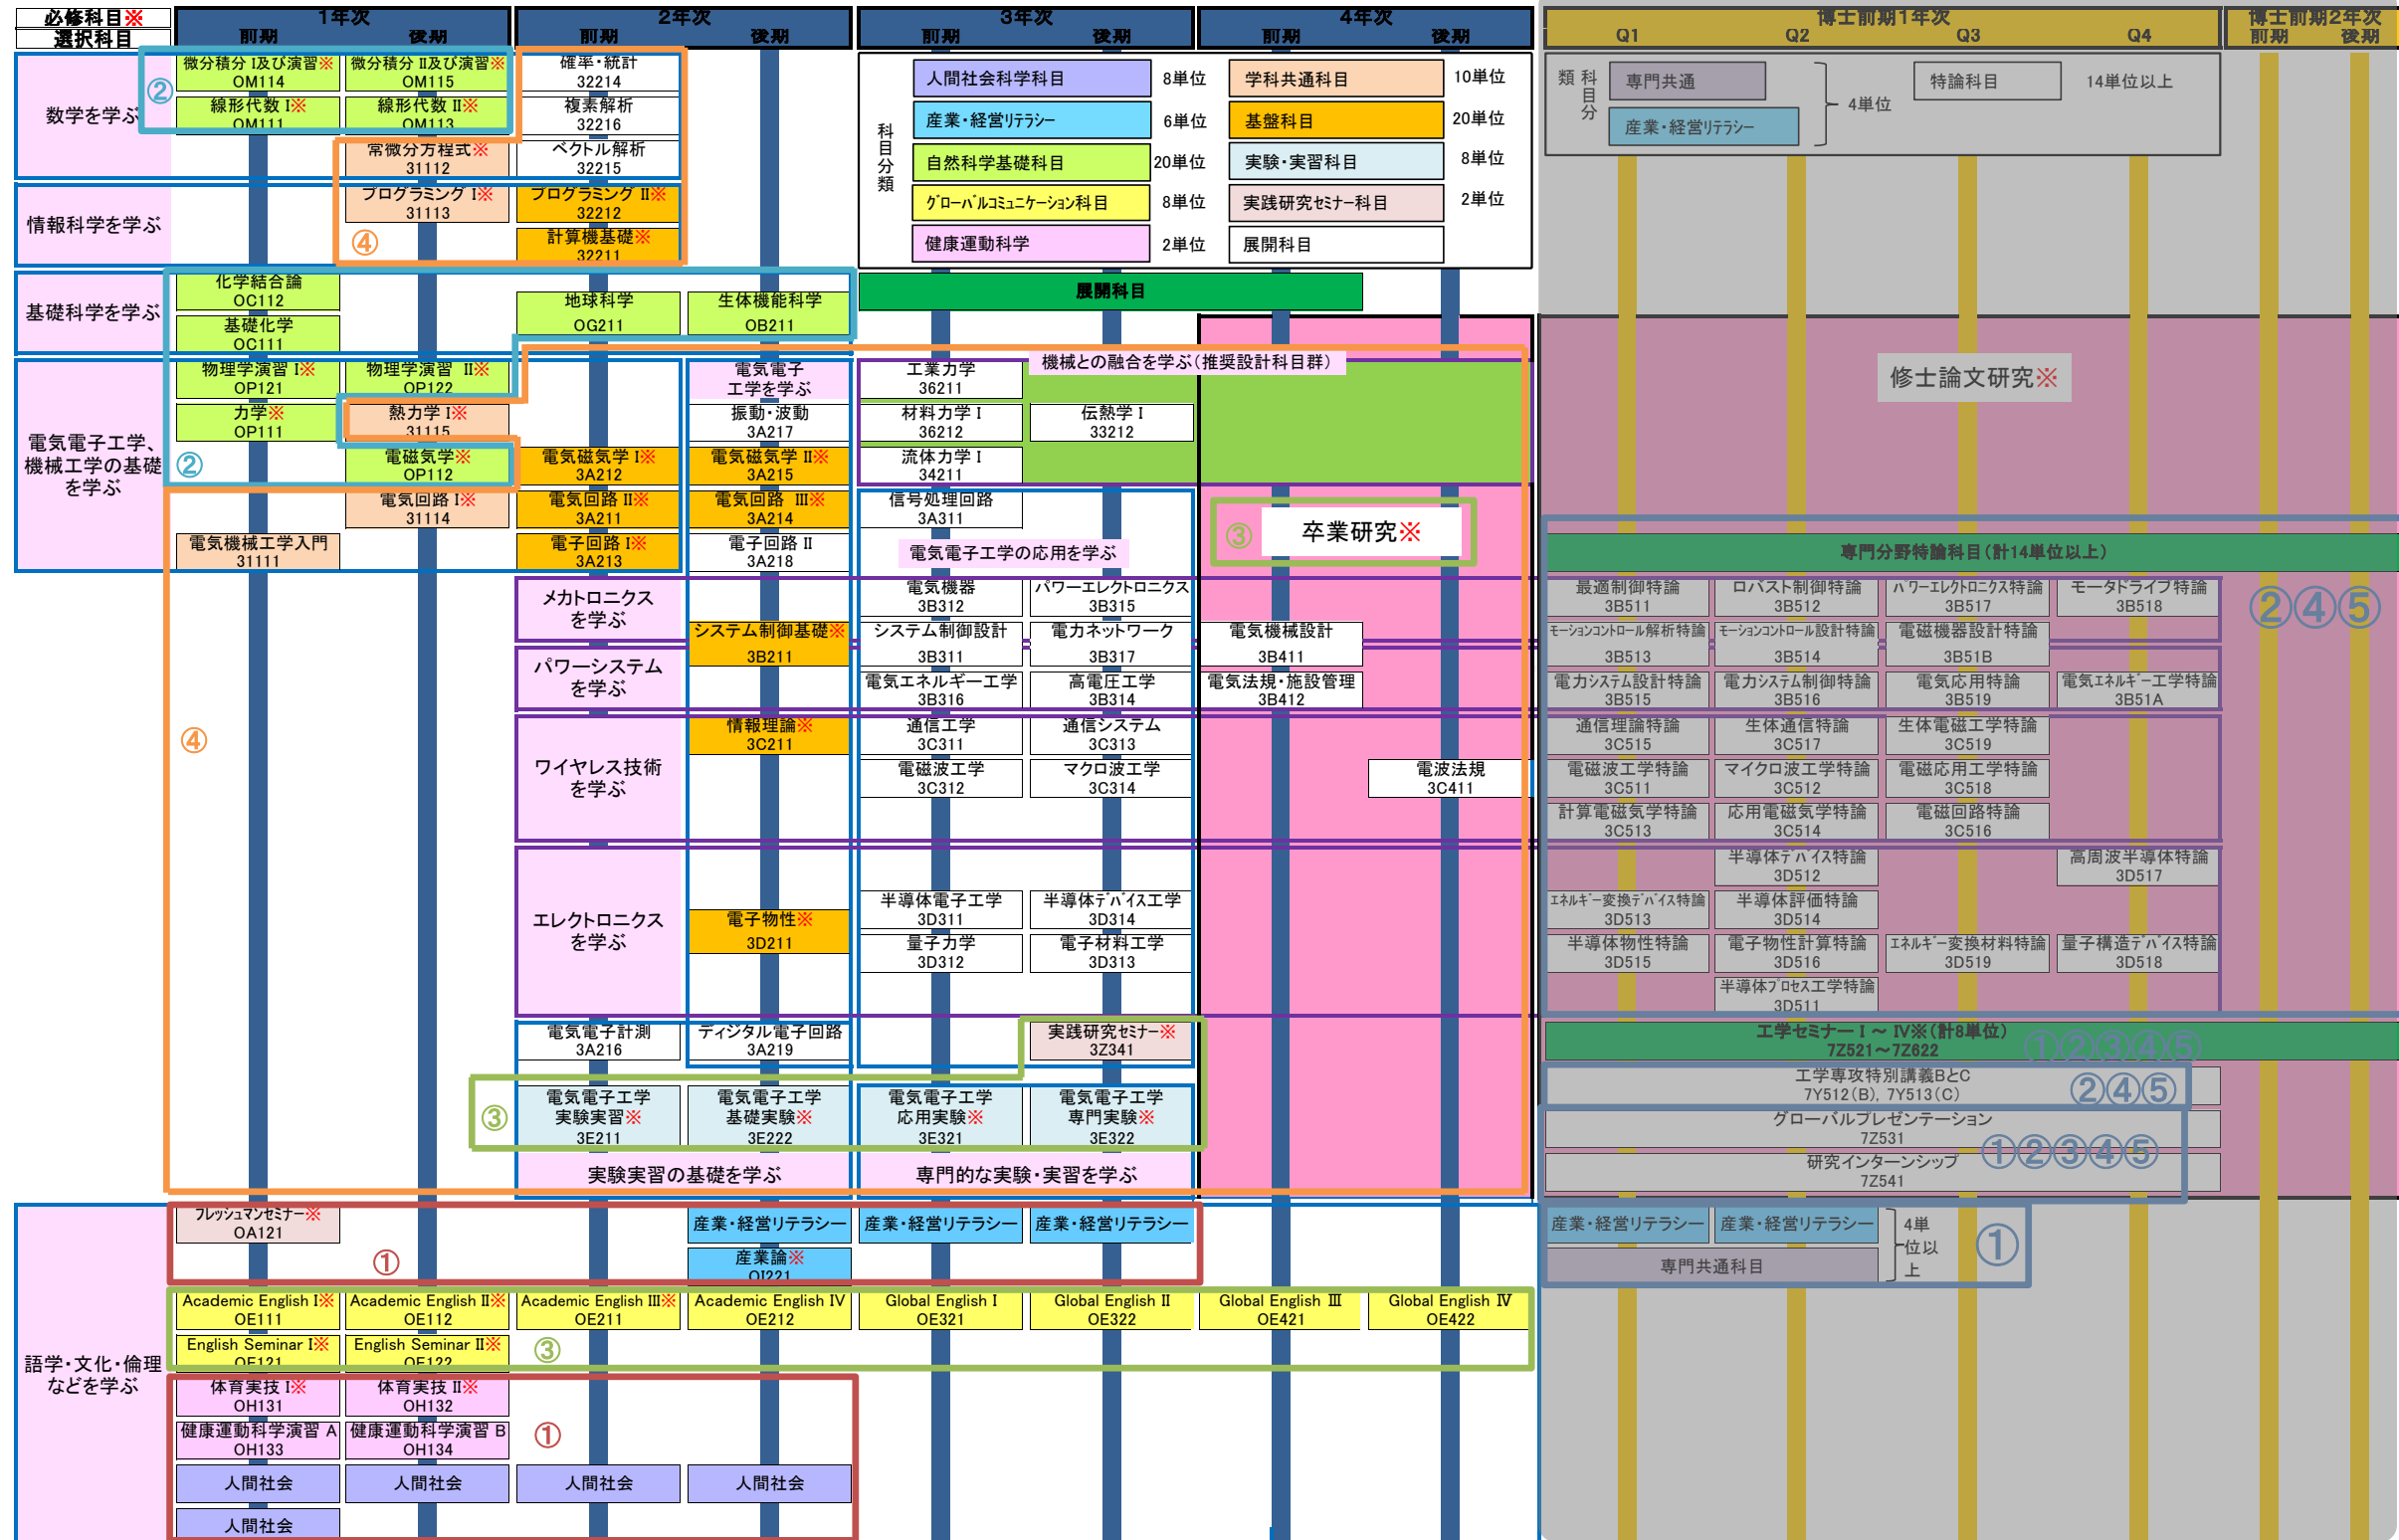 必修科目※
選択科目
1年次
2年次
3年次
4年次
博士前期1年次
博士前期2年次
前期
後期
前期
後期
前期
後期
前期
後期
Q1
Q2
Q3
Q4
前期
後期
数学を学ぶ
②
微分積分 I及び演習※
OM114
微分積分 II及び演習※
OM115
確率・統計
32214
線形代数 I※
OM111
線形代数 II※
OM113
複素解析
32216
常微分方程式※
31112
ベクトル解析
32215
科目分類
人間社会科学科目
8単位
学科共通科目
10単位
産業・経営リテラシー
6単位
基盤科目
20単位
自然科学基礎科目
20単位
実験・実習科目
8単位
グローバルコミュニケーション科目
8単位
実践研究セミナー科目
2単位
健康運動科学
2単位
展開科目
科目分類
専門共通
産業・経営リテラシー
4単位
特論科目
14単位以上
情報科学を学ぶ
プログラミング I※
31113
プログラミング II※
32212
④
計算機基礎※
32211
基礎科学を学ぶ
化学結合論
OC112
基礎化学
OC111
地球科学
OG211
生体機能科学
OB211
展開科目
電気電子工学、
機械工学の基礎
を学ぶ
物理学演習 I※
OP121
物理学演習 II※
OP122
電気電子
工学を学ぶ
工業力学
36211
機械との融合を学ぶ（推奨設計科目群）
修士論文研究※
力学※
OP111
熱力学 I※
31115
振動・波動
3A217
材料力学 I
36212
伝熱学 I
33212
②
電磁気学※
OP112
電気磁気学 I※
3A212
電気磁気学 II※
3A215
流体力学 I
34211
電気回路 I※
31114
電気回路 II※
3A211
電気回路 III※
3A214
信号処理回路
3A311
③
卒業研究※
電気機械工学入門
31111
電子回路 I※
3A213
電子回路 II
3A218
電気電子工学の応用を学ぶ
専門分野特論科目（計14単位以上）
メカトロニクス
を学ぶ
電気機器
3B312
パワーエレクトロニクス
3B315
最適制御特論
3B511
ロバスト制御特論
3B512
パワーエレクトロニクス特論
3B517
モータドライブ特論
3B518
②④⑤
システム制御基礎※
3B211
システム制御設計
3B311
電力ネットワーク
3B317
電気機械設計
3B411
モーションコントロール解析特論
3B513
モーションコントロール設計特論
3B514
電磁機器設計特論
3B51B
パワーシステム
を学ぶ
電気エネルギー工学
3B316
高電圧工学
3B314
電気法規・施設管理
3B412
電力システム設計特論
3B515
電力システム制御特論
3B516
電気応用特論
3B519
電気エネルギー工学特論
3B51A
④
ワイヤレス技術
を学ぶ
情報理論※
3C211
通信工学
3C311
通信システム
3C313
通信理論特論
3C515
生体通信特論
3C517
生体電磁工学特論
3C519
電磁波工学
3C312
マクロ波工学
3C314
電波法規
3C411
電磁波工学特論
3C511
マイクロ波工学特論
3C512
電磁応用工学特論
3C518
計算電磁気学特論
3C513
応用電磁気学特論
3C514
電磁回路特論
3C516
エレクトロニクス
を学ぶ
半導体デバイス特論
3D512
高周波半導体特論
3D517
電子物性※
3D211
半導体電子工学
3D311
半導体デバイス工学
3D314
エネルギー変換デバイス特論
3D513
半導体評価特論
3D514
量子力学
3D312
電子材料工学
3D313
半導体物性特論
3D515
電子物性計算特論
3D516
エネルギー変換材料特論
3D519
量子構造デバイス特論
3D518
半導体プロセス工学特論
3D511
電気電子計測
3A216
ディジタル電子回路
3A219
実践研究セミナー※
3Z341
工学セミナー I ～ IV※（計8単位）
7Z521～7Z622
①②③④⑤
③
電気電子工学
実験実習※
3E211
電気電子工学
基礎実験※
3E222
電気電子工学
応用実験※
3E321
電気電子工学
専門実験※
3E322
工学専攻特別講義BとC
7Y512（B), 7Y513（C）
②④⑤
グローバルプレゼンテーション
7Z531
①②③④⑤
研究インターンシップ
7Z541
実験実習の基礎を学ぶ
専門的な実験・実習を学ぶ
語学・文化・倫理
などを学ぶ
フレッシュマンセミナー※
OA121
①
産業・経営リテラシー
産業・経営リテラシー
産業・経営リテラシー
産業論※
OI221
産業・経営リテラシー
産業・経営リテラシー
専門共通科目
4単
位以
上
①
Academic English I※
OE111
Academic English II※
OE112
Academic English III※
OE211
Academic English IV
OE212
Global English I
OE321
Global English II
OE322
Global English III
OE421
Global English IV
OE422
English Seminar I※
OE121
English Seminar II※
OE122
③
体育実技 I※
OH131
体育実技 II※
OH132
健康運動科学演習 A
OH133
健康運動科学演習 B
OH134
①
人間社会
人間社会
人間社会
人間社会
人間社会